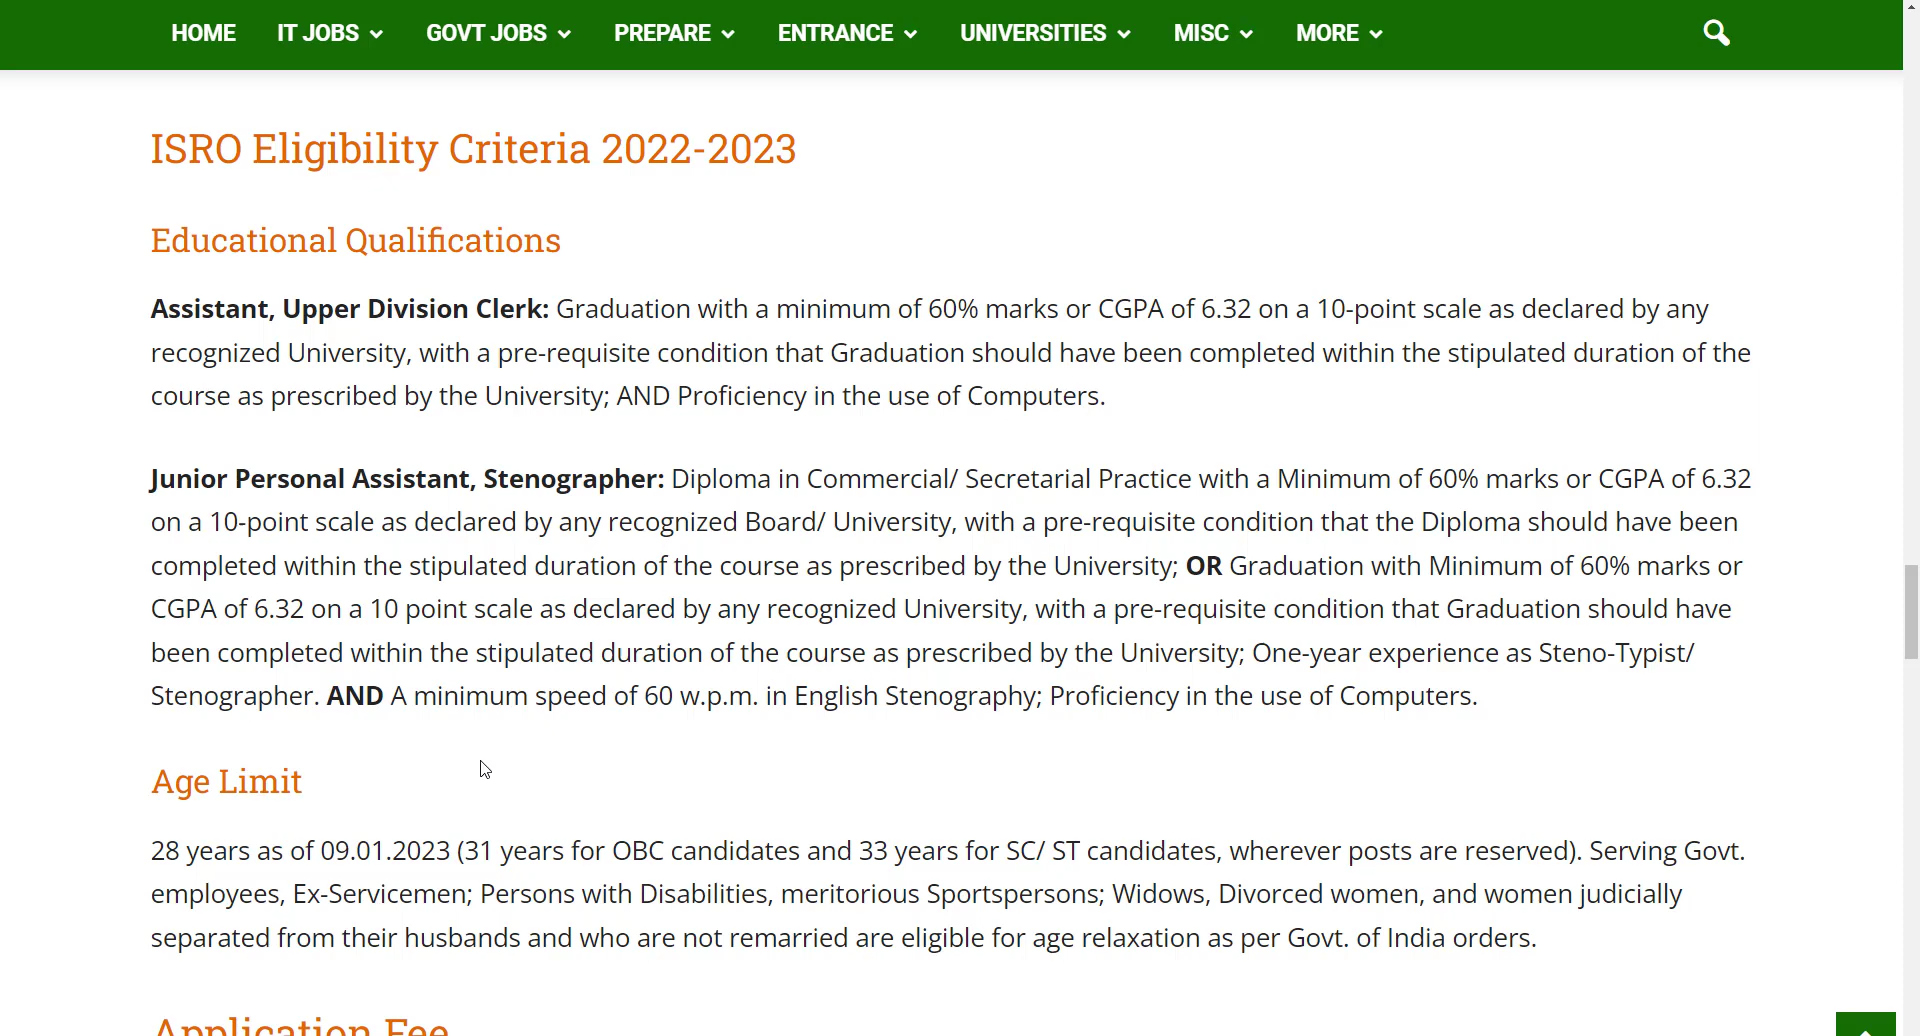 HOME IT JOBS GOVT JOBS PREPARE ENTRANCE UNIVERSITIES MISC MORE
ISRO Eligibility Criteria 2022-2023
Educational Qualifications
Assistant, Upper Division Clerk: Graduation with a minimum of 60% marks or CGPA of 6.32 on a 10-point scale as declared by any
recognized University, with a pre-requisite condition that Graduation should have been completed within the stipulated duration of the
course as prescribed by the University; AND Proficiency in the use of Computers.
Junior Personal Assistant, Stenographer: Diploma in Commercial/ Secretarial Practice with a Minimum of 60% marks or CGPA of 6.32
on a 10-point scale as declared by any recognized Board/ University, with a pre-requisite condition that the Diploma should have been
completed within the stipulated duration of the course as prescribed by the University; OR Graduation with Minimum of 60% marks or
CGPA of 6.32 on a 10 point scale as declared by any recognized University, with a pre-requisite condition that Graduation should have
been completed within the stipulated duration of the course as prescribed by the University; One-year experience as Steno-Typist/
Stenographer. AND A minimum speed of 60 w.p.m. in English Stenography; Proficiency in the use of Computers.
Age Limit
28 years as of 09.01.2023 (31 years for OBC candidates and 33 years for SC/ ST candidates, wherever posts are reserved). Serving Govt.
employees, Ex-Servicemen; Persons with Disabilities, meritorious Sportspersons; Widows, Divorced women, and women judicially
separated from their husbands and who are not remarried are eligible for age relaxation as per Govt. of India orders.
Application Fee